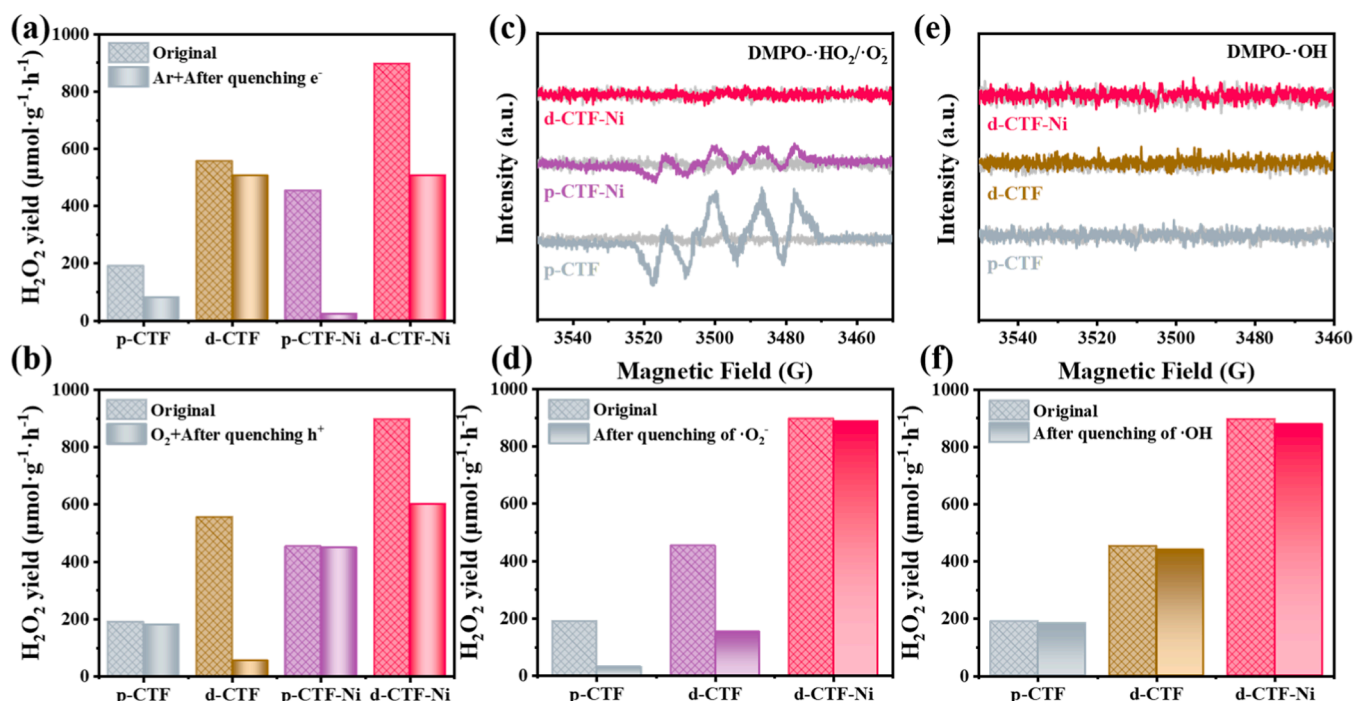 (a)
H₂O₂ yield (μmol·g⁻¹·h⁻¹)
1000
800
600
400
200
0
Original
Ar+After quenching e⁻
p-CTF
d-CTF
p-CTF-Ni
d-CTF-Ni
(c)
Intensity (a.u.)
DMPO-·HO₂/·O₂⁻
d-CTF-Ni
p-CTF-Ni
p-CTF
3540
3520
3500
3480
3460
Magnetic Field (G)
(e)
Intensity (a.u.)
DMPO-·OH
d-CTF-Ni
d-CTF
p-CTF
3540
3520
3500
3480
3460
Magnetic Field (G)
(b)
H₂O₂ yield (μmol·g⁻¹·h⁻¹)
1000
800
600
400
200
0
Original
O₂+After quenching h⁺
p-CTF
d-CTF
p-CTF-Ni
d-CTF-Ni
(d)
H₂O₂ yield (μmol·g⁻¹·h⁻¹)
1000
800
600
400
200
0
Original
After quenching of ·O₂⁻
p-CTF
d-CTF
d-CTF-Ni
(f)
H₂O₂ yield (μmol·g⁻¹·h⁻¹)
1000
800
600
400
200
0
Original
After quenching of ·OH
p-CTF
d-CTF
d-CTF-Ni